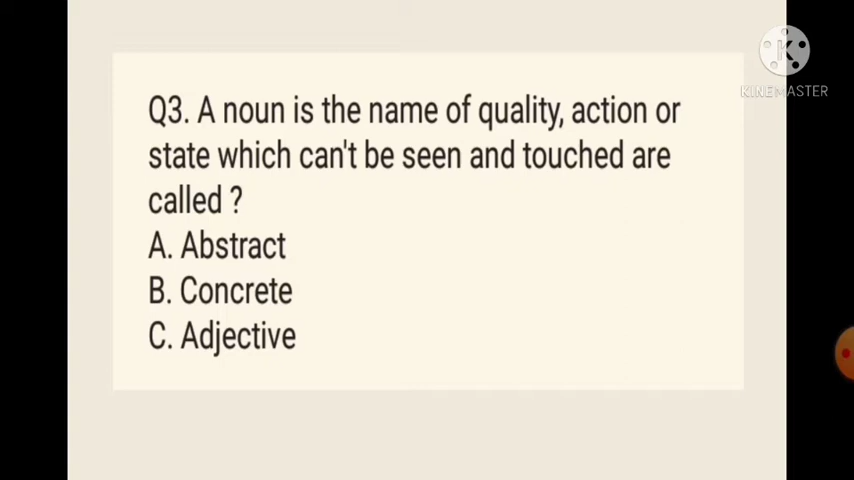 KINEMASTER
Q3. A noun is the name of quality, action or
state which can't be seen and touched are
called ?
A. Abstract
B. Concrete
C. Adjective